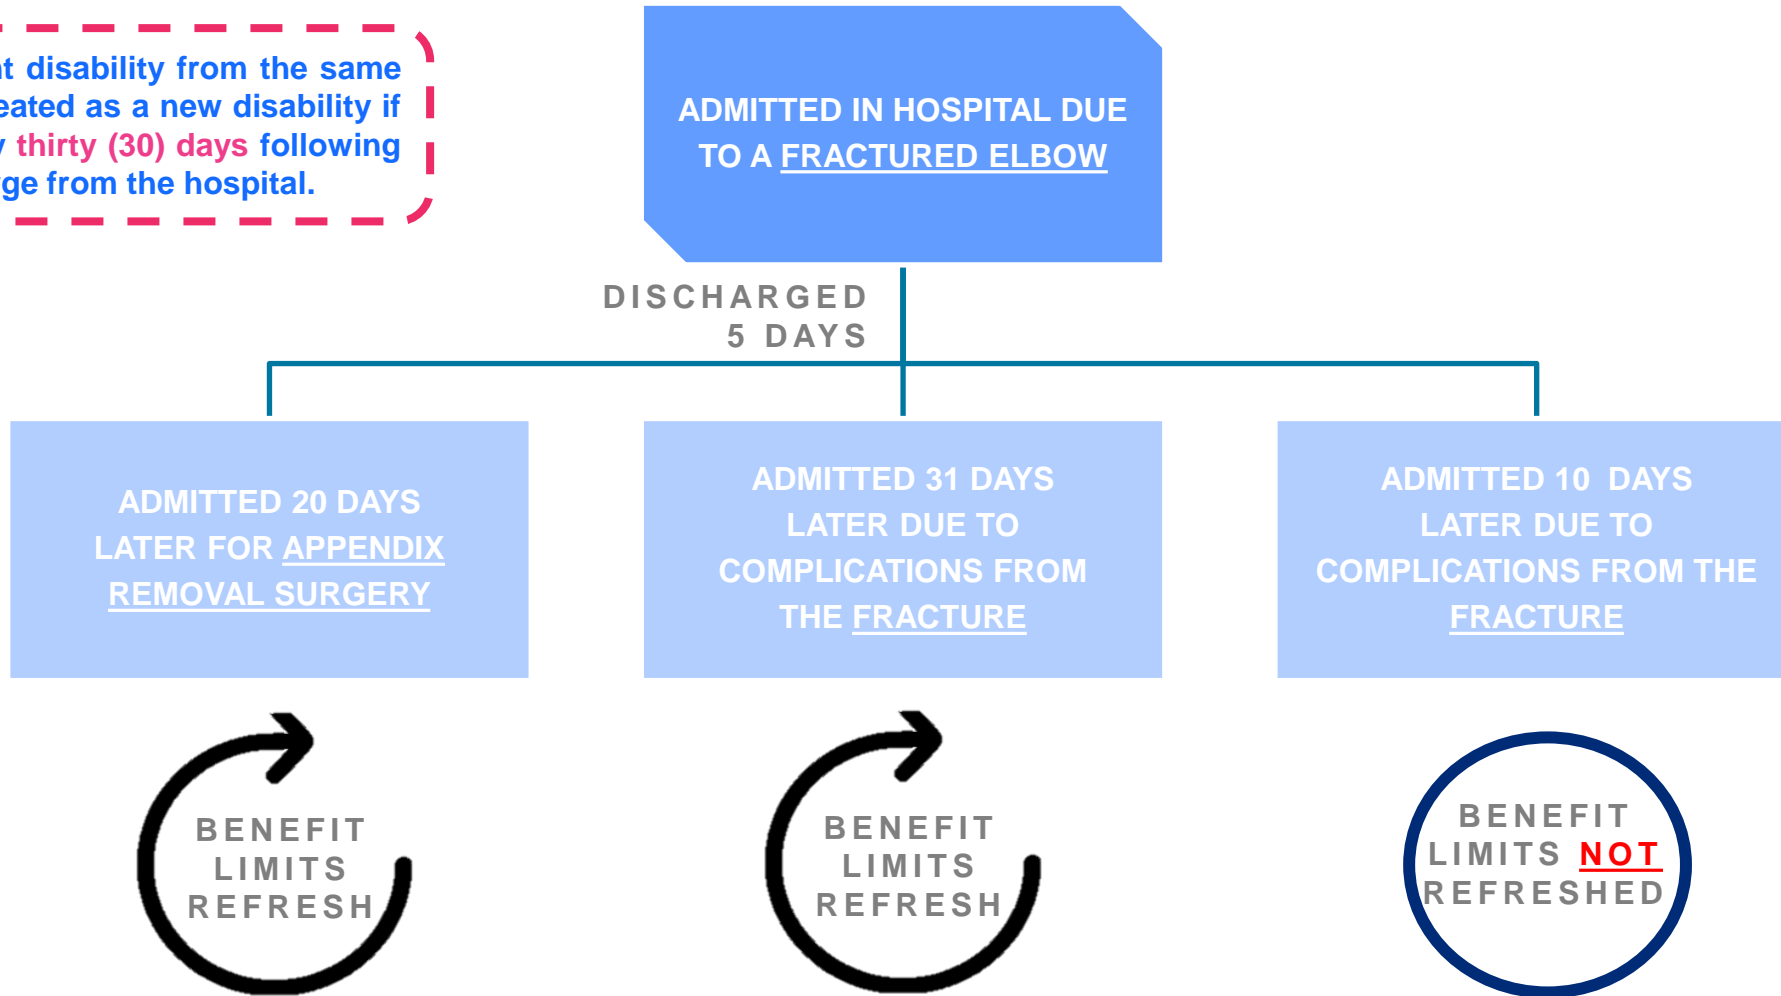 disability from the same
as a new disability if
thirty (30) days following
from the hospital.
ADMITTED IN HOSPITAL DUE
TO A FRACTURED ELBOW
DISCHARGED
5 DAYS
ADMITTED 20 DAYS
LATER FOR APPENDIX
REMOVAL SURGERY
ADMITTED 31 DAYS
LATER DUE TO
COMPLICATIONS FROM
THE FRACTURE
ADMITTED 10 DAYS
LATER DUE TO
COMPLICATIONS FROM THE
FRACTURE
BENEFIT
LIMITS
REFRESH
BENEFIT
LIMITS
REFRESH
BENEFIT
LIMITS NOT
REFRESHED